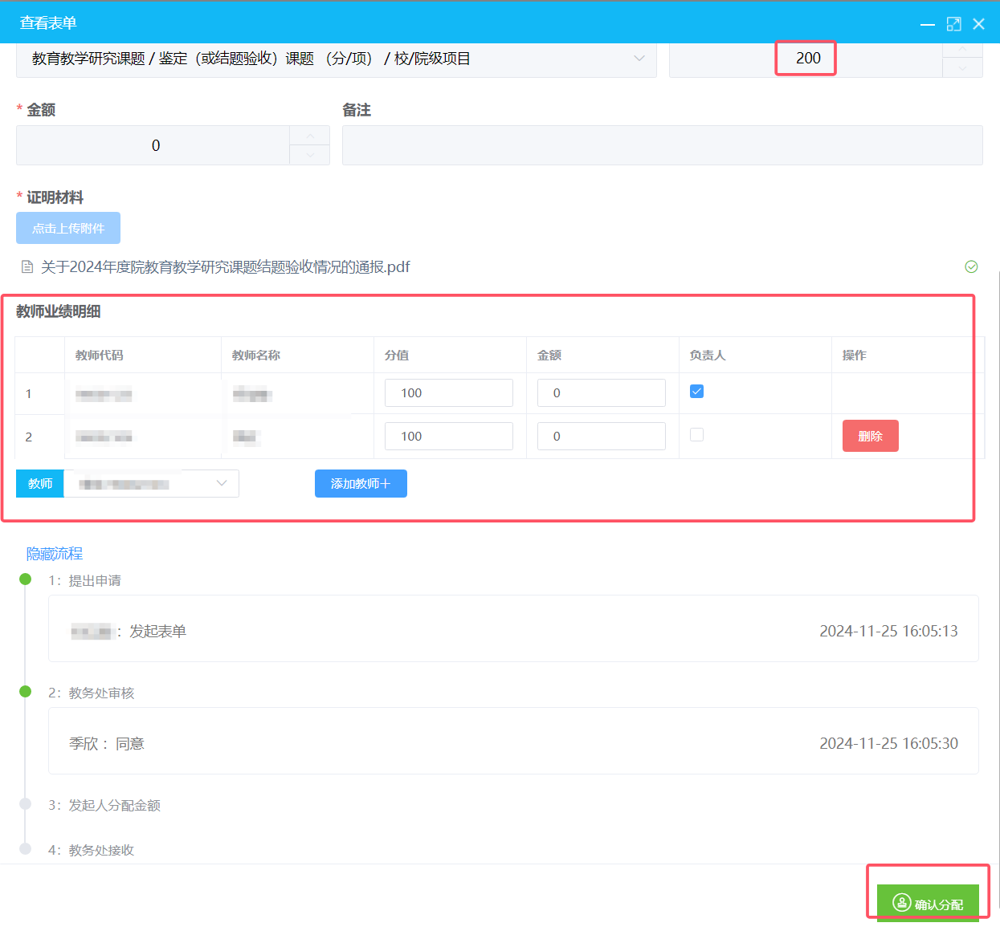 查看表单
教育教学研究课题 / 鉴定（或结题验收）课题 （分/项） / 校/院级项目
200
* 金额
备注
0
* 证明材料
点击上传附件
关于2024年度院教育教学研究课题结题验收情况的通报.pdf
教师业绩明细
教师代码 教师名称 分值 金额 负责人 操作
1 100 0
2 100 0 删除
教师 添加教师＋
隐藏流程
1：提出申请
：发起表单 2024-11-25 16:05:13
2：教务处审核
季欣 ：同意 2024-11-25 16:05:30
3：发起人分配金额
4：教务处接收
确认分配